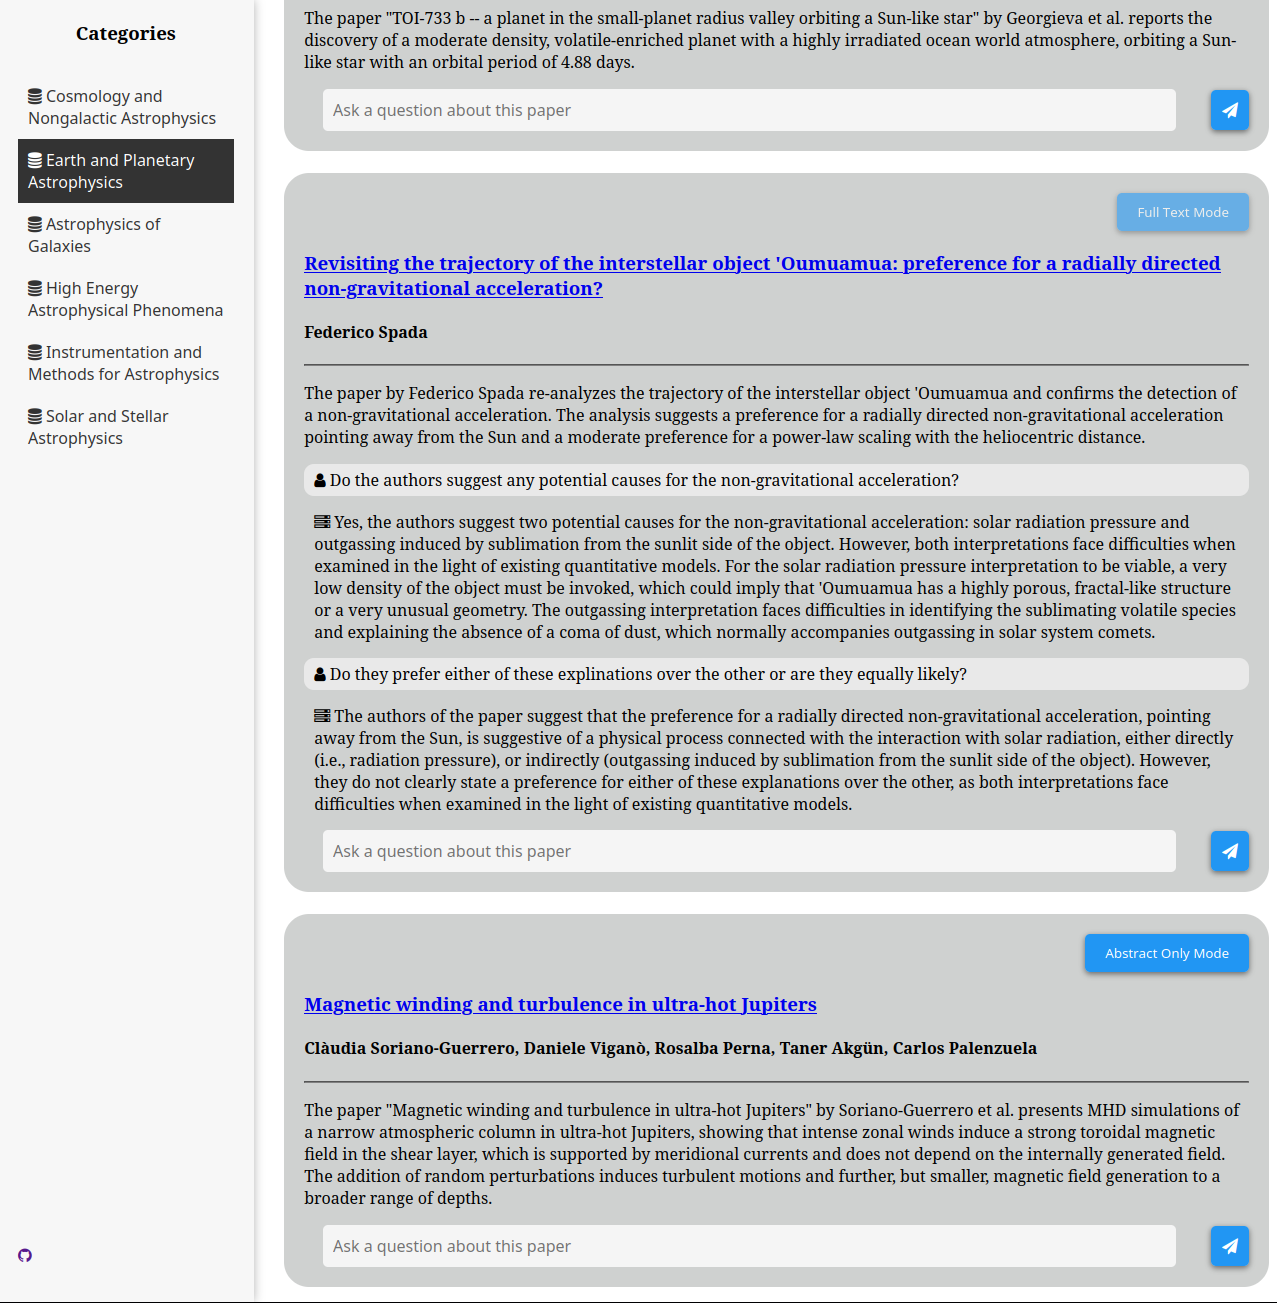 Categories
Cosmology and
Nongalactic Astrophysics
Earth and Planetary
Astrophysics
Astrophysics of
Galaxies
High Energy
Astrophysical Phenomena
Instrumentation and
Methods for Astrophysics
Solar and Stellar
Astrophysics
The paper "TOI-733 b -- a planet in the small-planet radius valley orbiting a Sun-like star" by Georgieva et al. reports the
discovery of a moderate density, volatile-enriched planet with a highly irradiated ocean world atmosphere, orbiting a Sun-
like star with an orbital period of 4.88 days.
Ask a question about this paper
Full Text Mode
Revisiting the trajectory of the interstellar object 'Oumuamua: preference for a radially directed
non-gravitational acceleration?
Federico Spada
The paper by Federico Spada re-analyzes the trajectory of the interstellar object 'Oumuamua and confirms the detection of
a non-gravitational acceleration. The analysis suggests a preference for a radially directed non-gravitational acceleration
pointing away from the Sun and a moderate preference for a power-law scaling with the heliocentric distance.
Do the authors suggest any potential causes for the non-gravitational acceleration?
Yes, the authors suggest two potential causes for the non-gravitational acceleration: solar radiation pressure and
outgassing induced by sublimation from the sunlit side of the object. However, both interpretations face difficulties when
examined in the light of existing quantitative models. For the solar radiation pressure interpretation to be viable, a very
low density of the object must be invoked, which could imply that 'Oumuamua has a highly porous, fractal-like structure
or a very unusual geometry. The outgassing interpretation faces difficulties in identifying the sublimating volatile species
and explaining the absence of a coma of dust, which normally accompanies outgassing in solar system comets.
Do they prefer either of these explinations over the other or are they equally likely?
The authors of the paper suggest that the preference for a radially directed non-gravitational acceleration, pointing
away from the Sun, is suggestive of a physical process connected with the interaction with solar radiation, either directly
(i.e., radiation pressure), or indirectly (outgassing induced by sublimation from the sunlit side of the object). However,
they do not clearly state a preference for either of these explanations over the other, as both interpretations face
difficulties when examined in the light of existing quantitative models.
Ask a question about this paper
Abstract Only Mode
Magnetic winding and turbulence in ultra-hot Jupiters
Clàudia Soriano-Guerrero, Daniele Viganò, Rosalba Perna, Taner Akgün, Carlos Palenzuela
The paper "Magnetic winding and turbulence in ultra-hot Jupiters" by Soriano-Guerrero et al. presents MHD simulations of
a narrow atmospheric column in ultra-hot Jupiters, showing that intense zonal winds induce a strong toroidal magnetic
field in the shear layer, which is supported by meridional currents and does not depend on the internally generated field.
The addition of random perturbations induces turbulent motions and further, but smaller, magnetic field generation to a
broader range of depths.
Ask a question about this paper